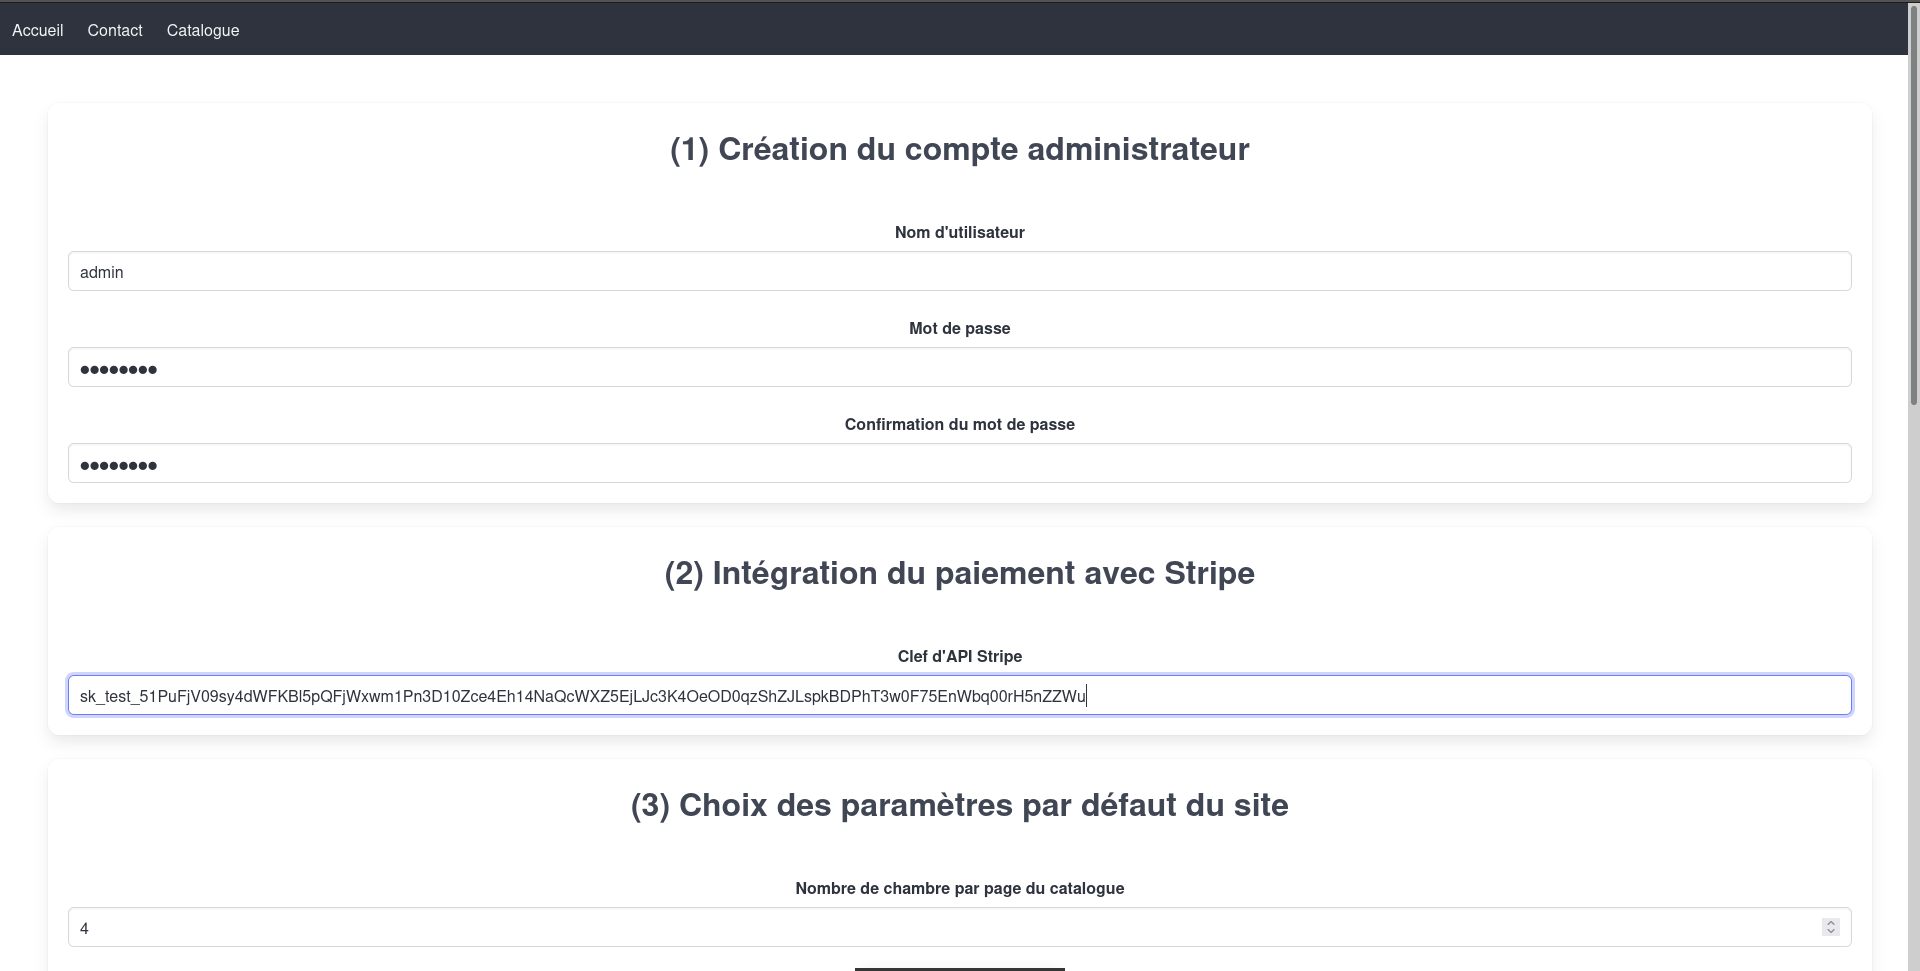 Accueil Contact Catalogue
(1) Création du compte administrateur
Nom d'utilisateur
admin
Mot de passe
●●●●●●●●
Confirmation du mot de passe
●●●●●●●●
(2) Intégration du paiement avec Stripe
Clef d'API Stripe
sk_test_51PuFjV09sy4dWFKBl5pQFjWxwm1Pn3D10Zce4Eh14NaQcWXZ5EjLJc3K4OeOD0qzShZJLspkBDPhT3w0F75EnWbq00rH5nZZWu
(3) Choix des paramètres par défaut du site
Nombre de chambre par page du catalogue
4